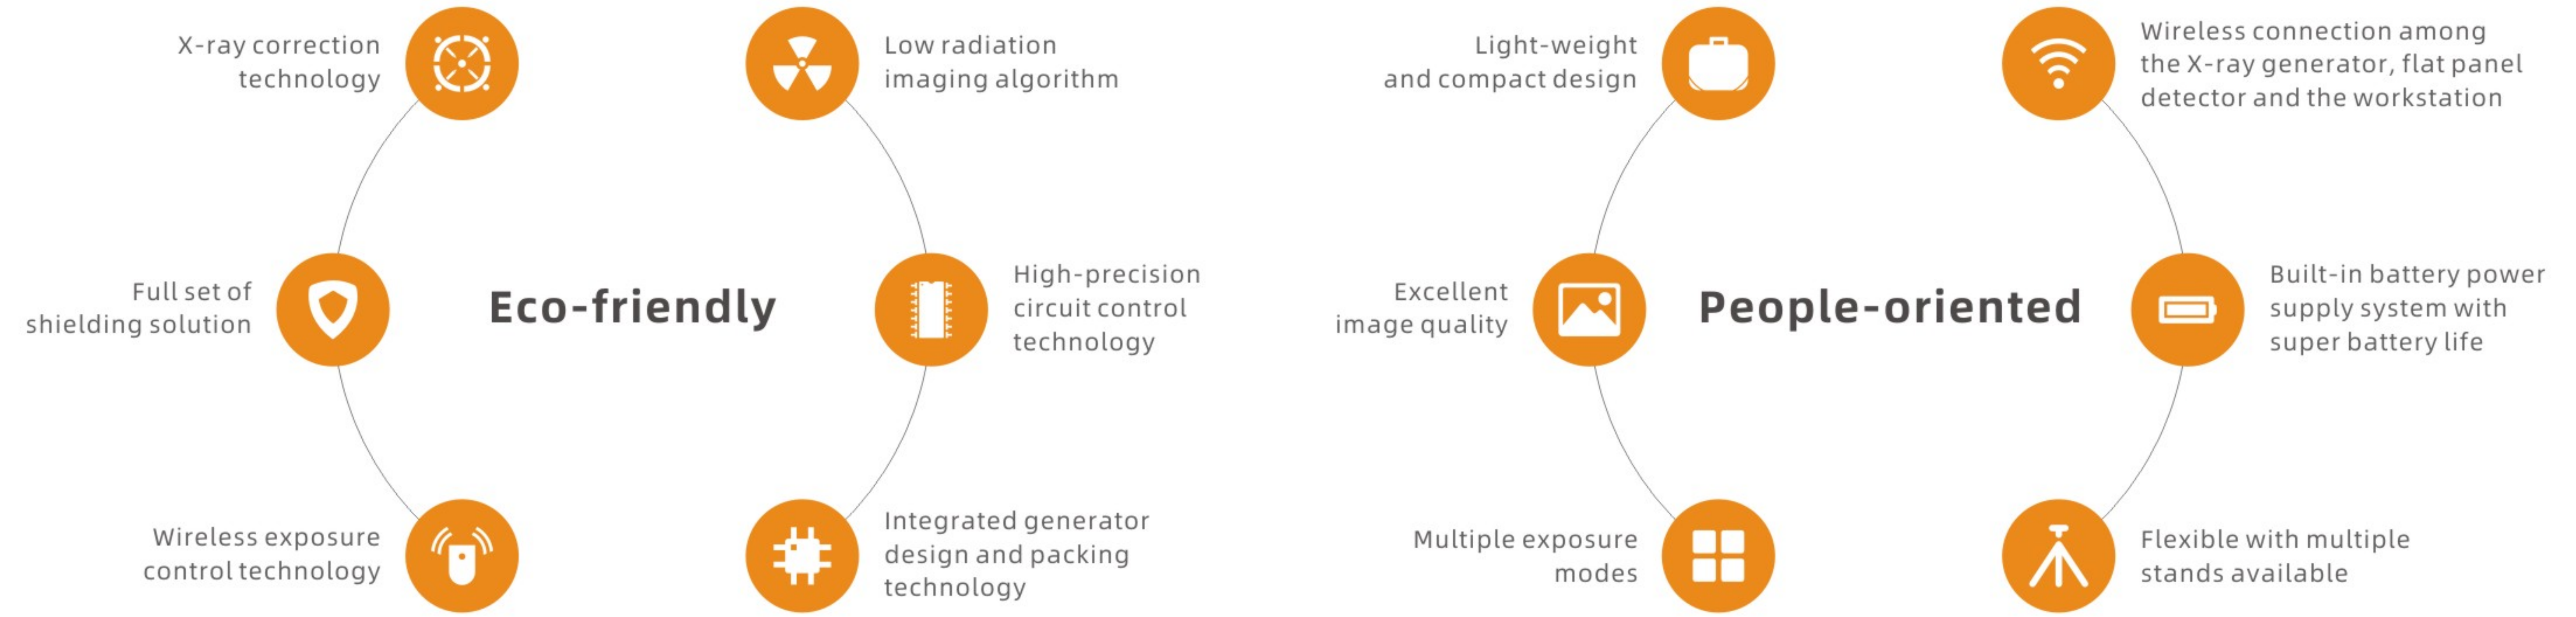 X-ray correction
technology
Low radiation
imaging algorithm
Full set of
shielding solution
Eco-friendly
High-precision
circuit control
technology
Wireless exposure
control technology
Integrated generator
design and packing
technology
Light-weight
and compact design
Wireless connection among
the X-ray generator, flat panel
detector and the workstation
Excellent
image quality
People-oriented
Built-in battery power
supply system with
super battery life
Multiple exposure
modes
Flexible with multiple
stands available